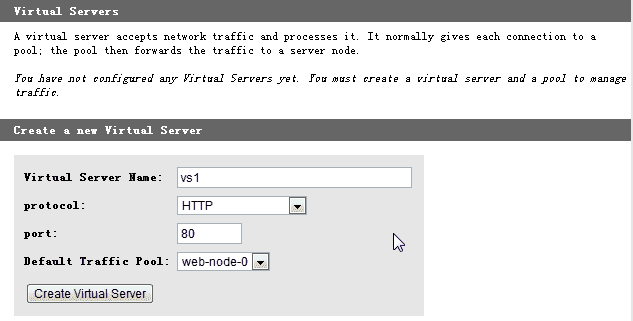 Virtual Servers
A virtual server accepts network traffic and processes it. It normally gives each connection to a
pool; the pool then forwards the traffic to a server node.
You have not configured any Virtual Servers yet. You must create a virtual server and a pool to manage
traffic.
Create a new Virtual Server
Virtual Server Name: vs1
protocol: HTTP
port: 80
Default Traffic Pool: web-node-0
Create Virtual Server